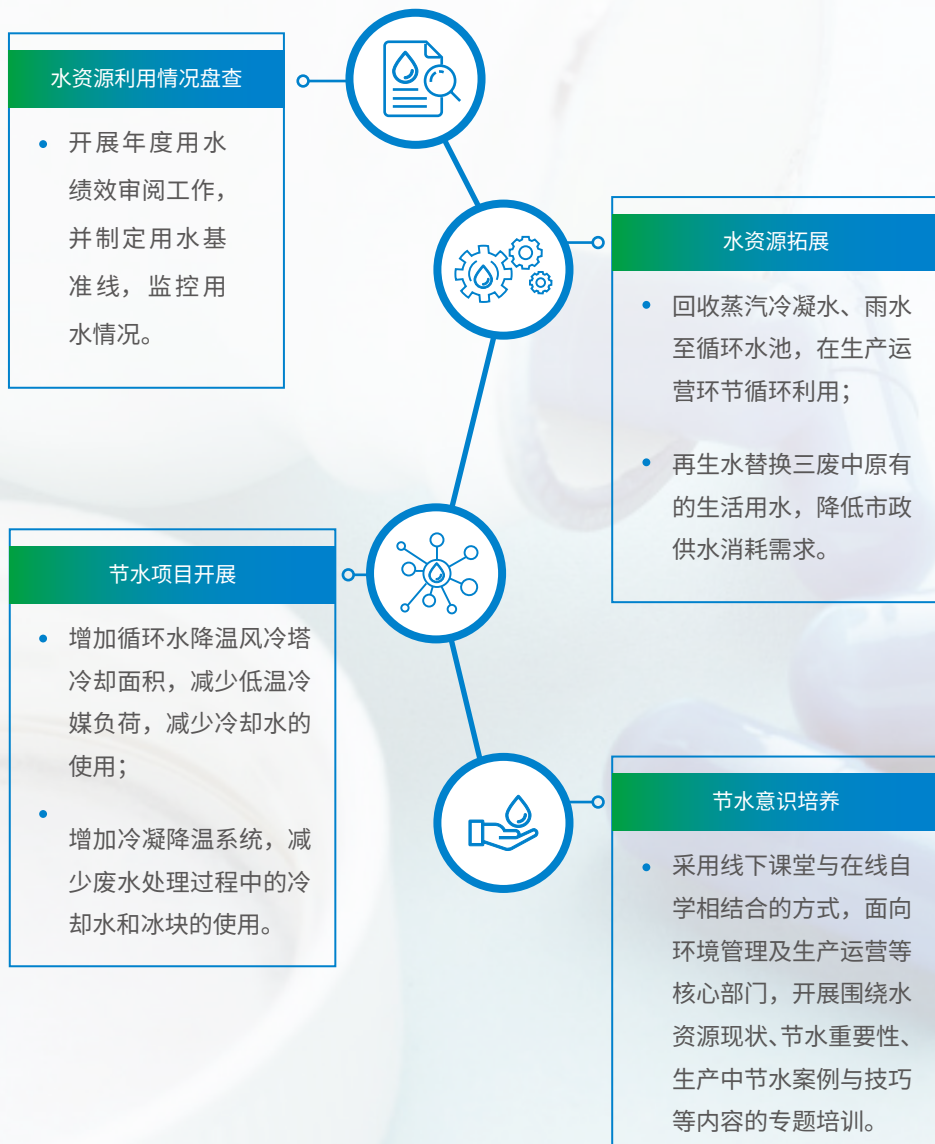 水资源利用情况盘查
开展年度用水
绩效审阅工作，
并制定用水基
准线，监控用
水情况。
水资源拓展
回收蒸汽冷凝水、雨水
至循环水池，在生产运
营环节循环利用；
再生水替换三废中原有
的生活用水，降低市政
供水消耗需求。
节水项目开展
增加循环水降温风冷塔
冷却面积，减少低温冷
媒负荷，减少冷却水的
使用；
增加冷凝降温系统，减
少废水处理过程中的冷
却水和冰块的使用。
节水意识培养
采用线下课堂与在线自
学相结合的方式，面向
环境管理及生产运营等
核心部门，开展围绕水
资源现状、节水重要性、
生产中节水案例与技巧
等内容的专题培训。